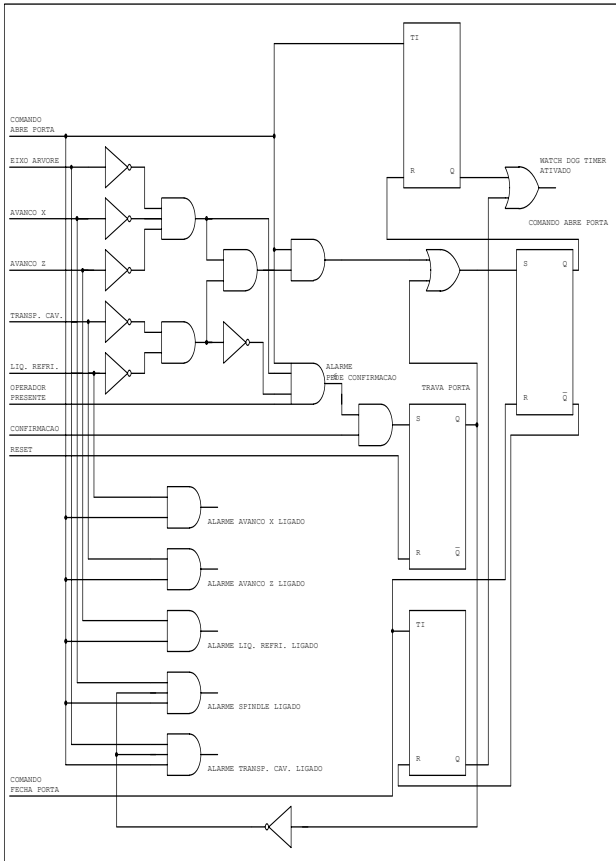 TI
COMANDO
ABRE PORTA
EIXO ARVORE
R
Q
WATCH DOG TIMER
ATIVADO
AVANCO X
COMANDO ABRE PORTA
AVANCO Z
S
Q
TRANSP. CAV.
LIQ. REFRI.
ALARME
PEDE CONFIRMACAO
OPERADOR
PRESENTE
TRAVA PORTA
R
Q
CONFIRMACAO
S
Q
RESET
ALARME AVANCO X LIGADO
R
Q
ALARME AVANCO Z LIGADO
TI
ALARME LIQ. REFRI. LIGADO
ALARME SPINDLE LIGADO
R
Q
ALARME TRANSP. CAV. LIGADO
COMANDO
FECHA PORTA